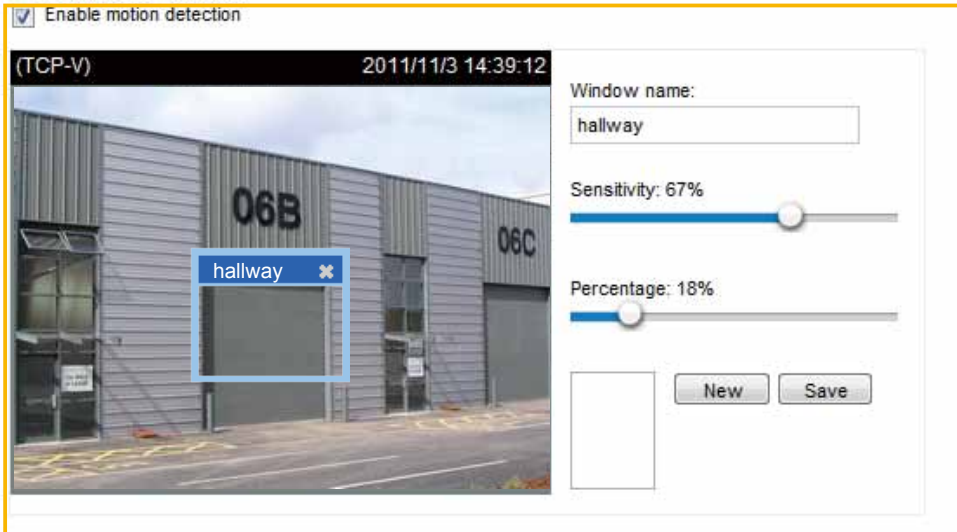 Enable motion detection
(TCP-V) 2011/11/3 14:39:12
Window name:
hallway
Sensitivity: 67%
Percentage: 18%
New Save
06B
06C
hallway